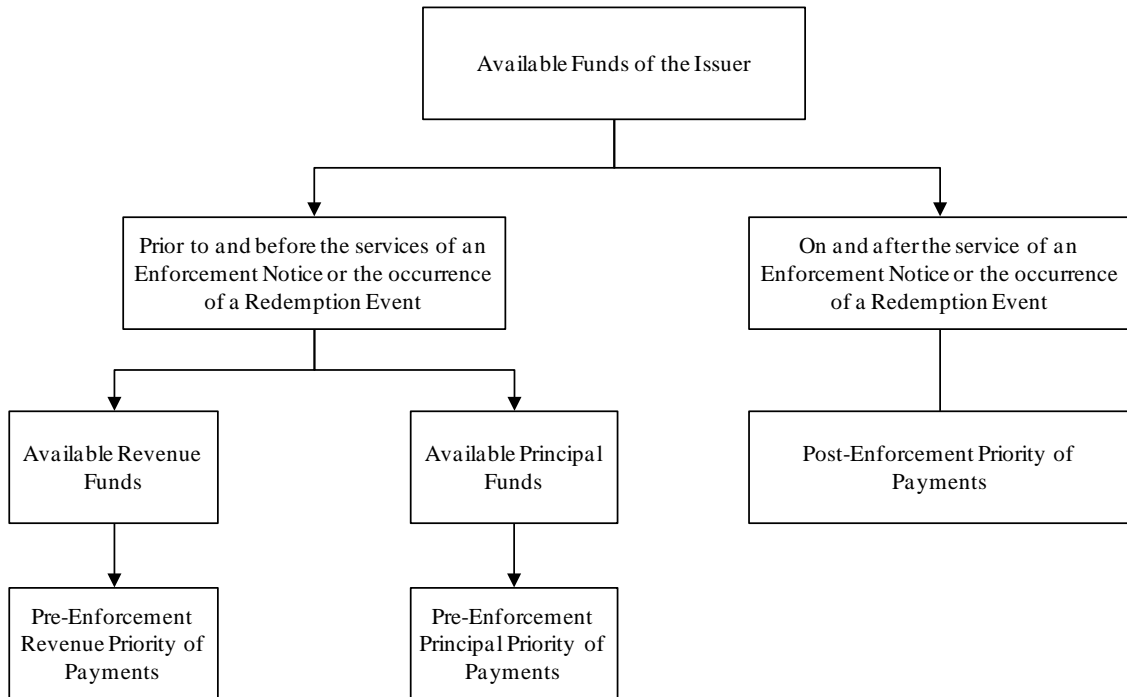 Available Funds of the Issuer
Prior to and before the services of an
Enforcement Notice or the occurrence
of a Redemption Event
On and after the service of an
Enforcement Notice or the occurrence
of a Redemption Event
Available Revenue
Funds
Available Principal
Funds
Post-Enforcement Priority of
Payments
Pre-Enforcement
Revenue Priority of
Payments
Pre-Enforcement
Principal Priority of
Payments